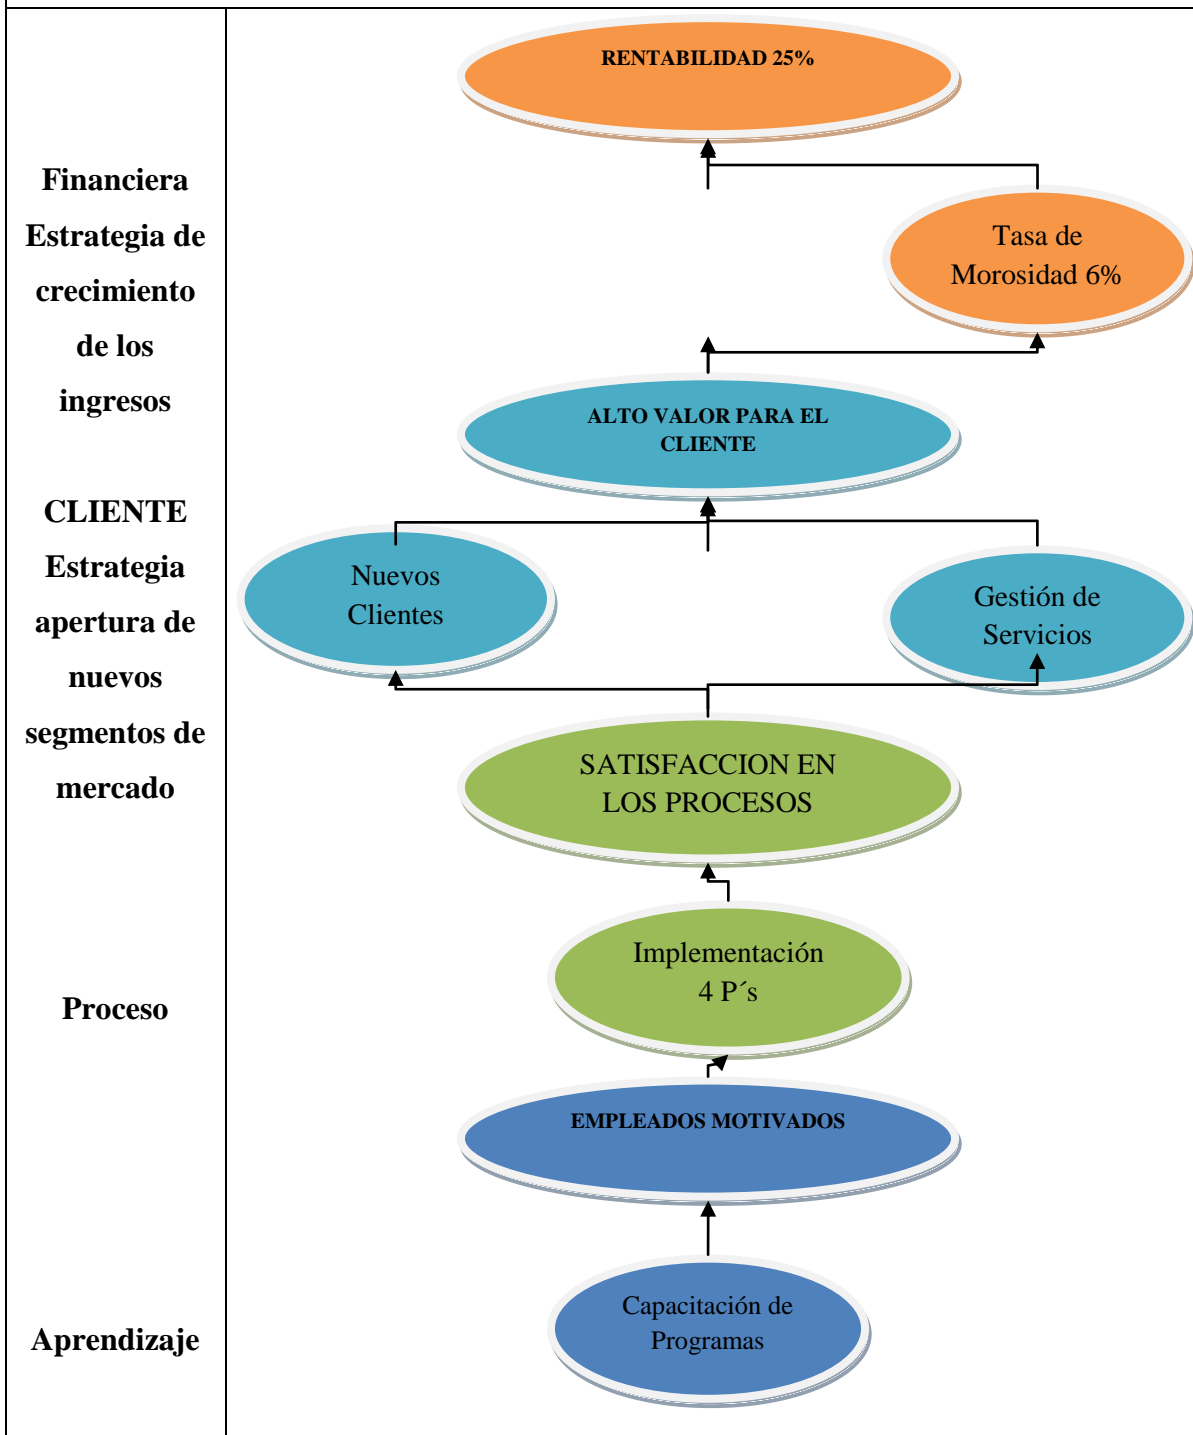 RENTABILIDAD 25%
Financiera
Estrategia de
crecimiento
de los
ingresos
Tasa de
Morosidad 6%
ALTO VALOR PARA EL
CLIENTE
CLIENTE
Estrategia
apertura de
nuevos
segmentos de
mercado
Nuevos
Clientes
Gestión de
Servicios
SATISFACCION EN
LOS PROCESOS
Proceso
Implementación
4 P´s
EMPLEADOS MOTIVADOS
Aprendizaje
Capacitación de
Programas